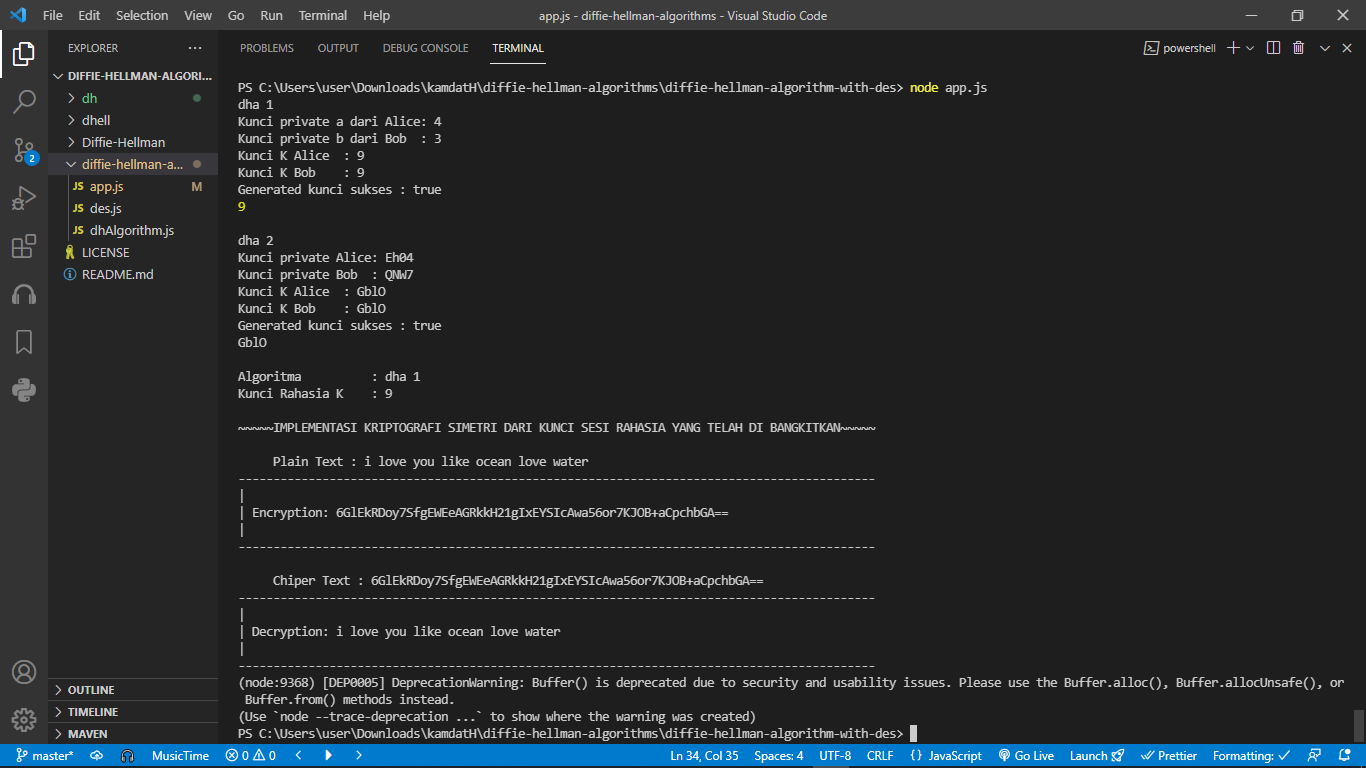 File Edit Selection View Go Run Terminal Help
app.js - diffie-hellman-algorithms - Visual Studio Code
EXPLORER
DIFFIE-HELLMAN-ALGORI...
dh
dhell
Diffie-Hellman
diffie-hellman-a...
JS app.js M
JS des.js
JS dhAlgorithm.js
LICENSE
README.md
2
OUTLINE
TIMELINE
MAVEN
PROBLEMS OUTPUT DEBUG CONSOLE TERMINAL
powershell
PS C:\Users\user\Downloads\kamdatH\diffie-hellman-algorithms\diffie-hellman-algorithm-with-des> node app.js
dha 1
Kunci private a dari Alice: 4
Kunci private b dari Bob  : 3
Kunci K Alice  : 9
Kunci K Bob    : 9
Generated kunci sukses : true
9
dha 2
Kunci private Alice: Eh04
Kunci private Bob  : QNW7
Kunci K Alice  : GblO
Kunci K Bob    : GblO
Generated kunci sukses : true
GblO
Algoritma          : dha 1
Kunci Rahasia K    : 9
~~~~~IMPLEMENTASI KRIPTOGRAFI SIMETRI DARI KUNCI SESI RAHASIA YANG TELAH DI BANGKITKAN~~~~~
Plain Text : i love you like ocean love water
-------------------------------------------------------------------------------------------
|
| Encryption: 6GlEkRDoy7SfgEWEeAGRkkH21gIxEYSIcAwa56or7KJOB+aCpchbGA==
|
-------------------------------------------------------------------------------------------
Chiper Text : 6GlEkRDoy7SfgEWEeAGRkkH21gIxEYSIcAwa56or7KJOB+aCpchbGA==
-------------------------------------------------------------------------------------------
|
| Decryption: i love you like ocean love water
|
-------------------------------------------------------------------------------------------
(node:9368) [DEP0005] DeprecationWarning: Buffer() is deprecated due to security and usability issues. Please use the Buffer.alloc(), Buffer.allocUnsafe(), or
Buffer.from() methods instead.
(Use `node --trace-deprecation ...` to show where the warning was created)
PS C:\Users\user\Downloads\kamdatH\diffie-hellman-algorithms\diffie-hellman-algorithm-with-des>
master* MusicTime 0 0 Ln 34, Col 35 Spaces: 4 UTF-8 CRLF {} JavaScript Go Live Launch Prettier Formatting: